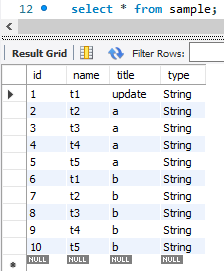 12 select * from sample;
Result Grid Filter Rows:
id name title type
1 t1 update String
2 t2 a String
3 t3 a String
4 t4 a String
5 t5 a String
6 t1 b String
7 t2 b String
8 t3 b String
9 t4 b String
10 t5 b String
NULL NULL NULL NULL